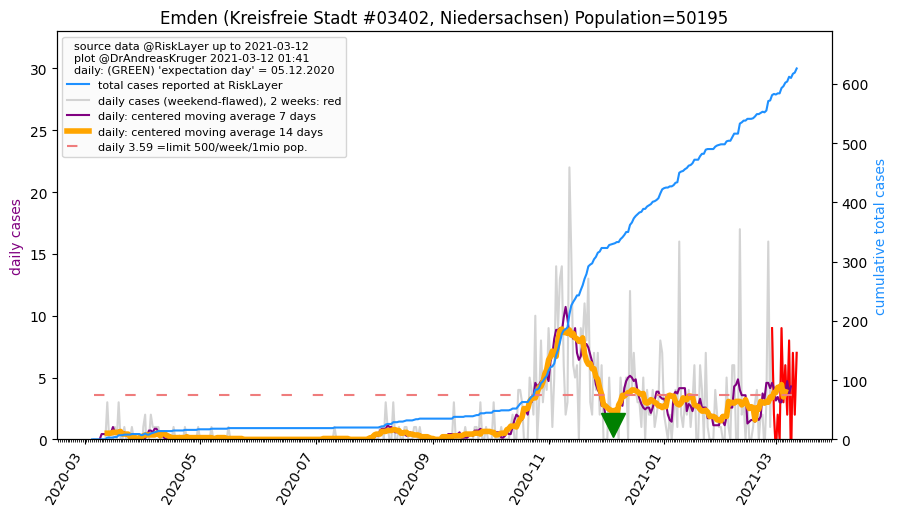 Emden (Kreisfreie Stadt #03402, Niedersachsen) Population=50195
source data @RiskLayer up to 2021-03-12
plot @DrAndreasKruger 2021-03-12 01:41
daily: (GREEN) 'expectation day' = 05.12.2020
total cases reported at RiskLayer
daily cases (weekend-flawed), 2 weeks: red
daily: centered moving average 7 days
daily: centered moving average 14 days
daily 3.59 =limit 500/week/1mio pop.
daily cases
30
25
20
15
10
5
0
cumulative total cases
600
500
400
300
200
100
0
2020-03
2020-05
2020-07
2020-09
2020-11
2021-01
2021-03